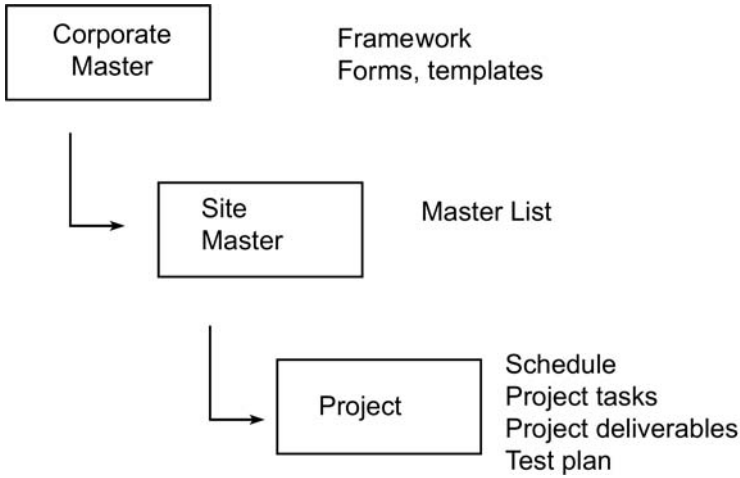 Corporate
Master
Framework
Forms, templates
Site
Master
Master List
Project
Schedule
Project tasks
Project deliverables
Test plan